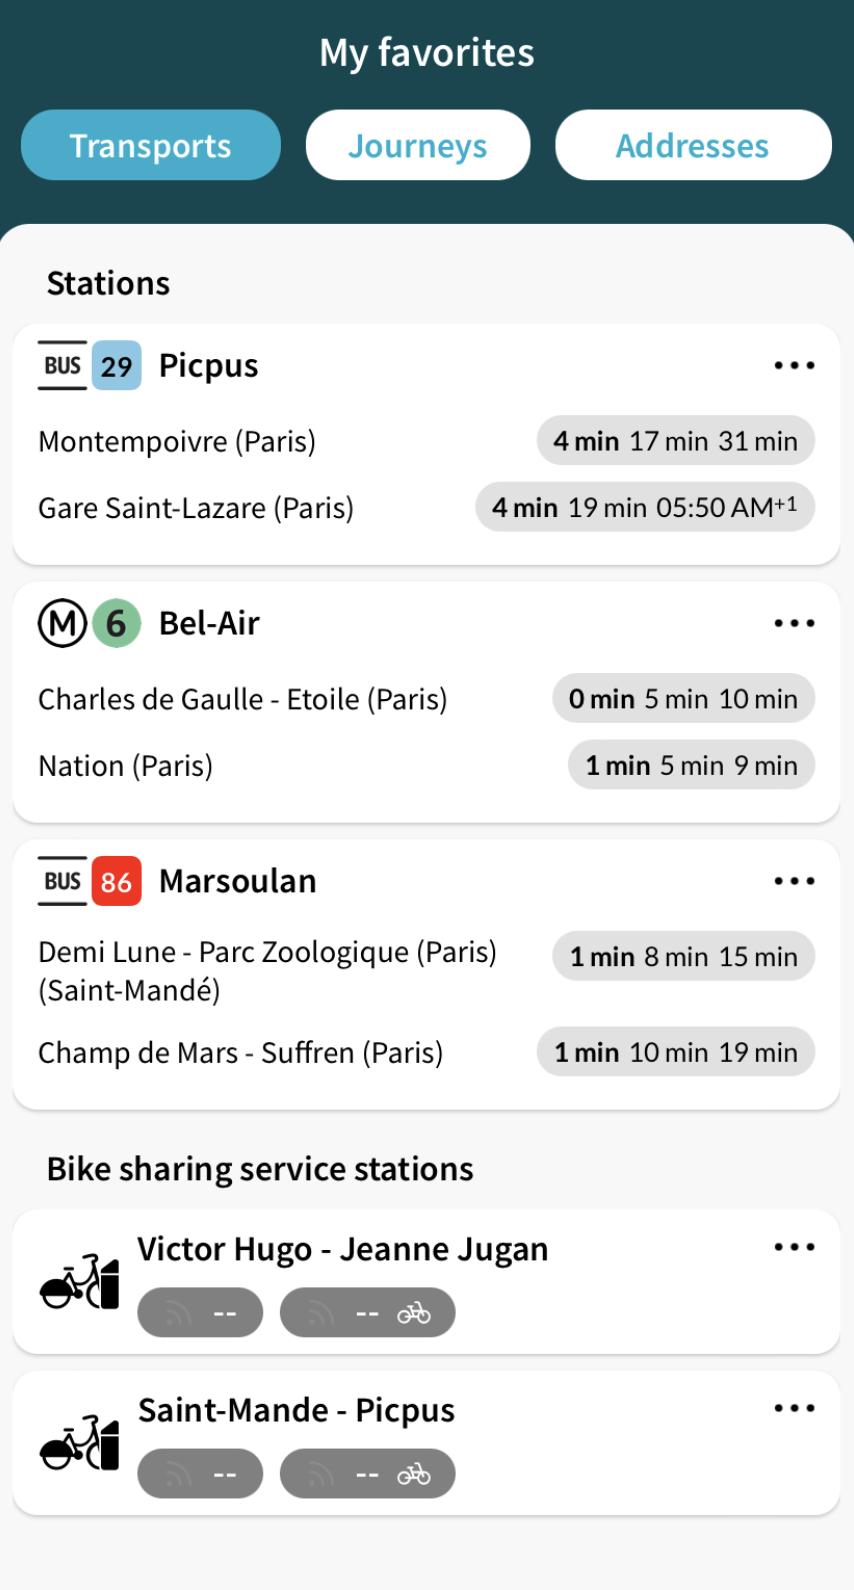 My favorites
Transports Journeys Addresses
Stations
BUS 29 Picpus
Montempoivre (Paris) 4 min 17 min 31 min
Gare Saint-Lazare (Paris) 4 min 19 min 05:50 AM+1
M 6 Bel-Air
Charles de Gaulle - Etoile (Paris) 0 min 5 min 10 min
Nation (Paris) 1 min 5 min 9 min
BUS 86 Marsoulan
Demi Lune - Parc Zoologique (Paris) 1 min 8 min 15 min
(Saint-Mandé)
Champ de Mars - Suffren (Paris) 1 min 10 min 19 min
Bike sharing service stations
Victor Hugo - Jeanne Jugan
-- --
Saint-Mande - Picpus
-- --